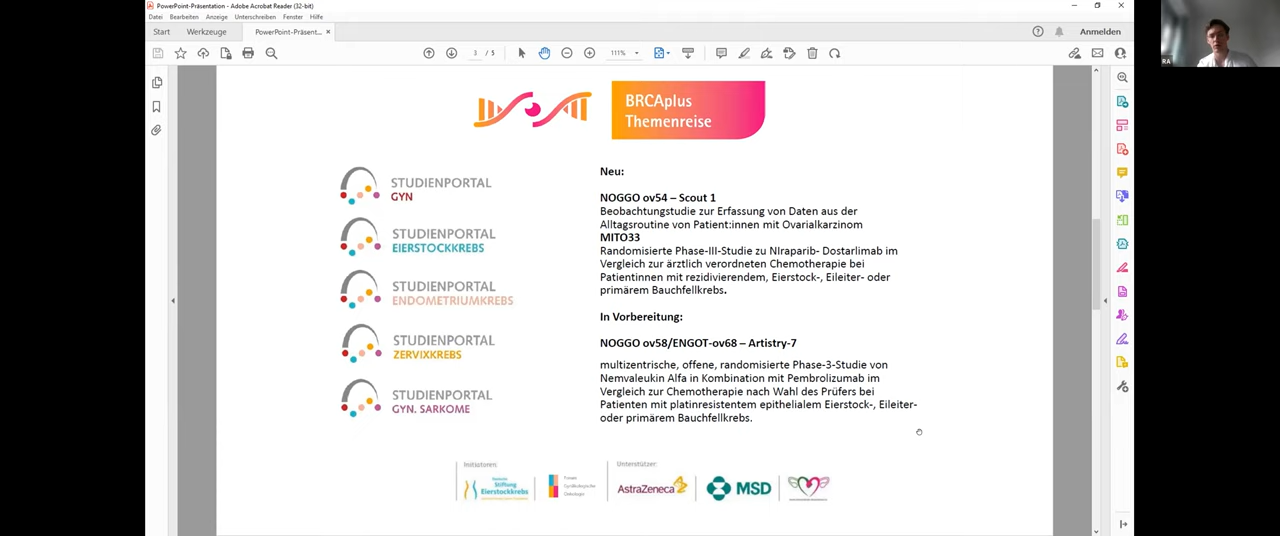 PowerPoint-Präsentation - Adobe Acrobat Reader (32-bit)
Datei Bearbeiten Anzeige Unterschreiben Fenster Hilfe
Start Werkzeuge PowerPoint-Präsent... Anmelden
3 / 5 111%
RA
BRCAplus
Themenreise
STUDIENPORTAL
GYN
STUDIENPORTAL
EIERSTOCKKREBS
STUDIENPORTAL
ENDOMETRIUMKREBS
STUDIENPORTAL
ZERVIXKREBS
STUDIENPORTAL
GYN. SARKOME
Neu:
NOGGO ov54 – Scout 1
Beobachtungstudie zur Erfassung von Daten aus der
Alltagsroutine von Patient:innen mit Ovarialkarzinom
MITO33
Randomisierte Phase-III-Studie zu NIraparib- Dostarlimab im
Vergleich zur ärztlich verordneten Chemotherapie bei
Patientinnen mit rezidivierendem, Eierstock-, Eileiter- oder
primärem Bauchfellkrebs.
In Vorbereitung:
NOGGO ov58/ENGOT-ov68 – Artistry-7
multizentrische, offene, randomisierte Phase-3-Studie von
Nemvaleukin Alfa in Kombination mit Pembrolizumab im
Vergleich zur Chemotherapie nach Wahl des Prüfers bei
Patienten mit platinresistentem epithelialem Eierstock-, Eileiter-
oder primärem Bauchfellkrebs.
Initiatoren:
Stiftung
Eierstockkrebs
Forum
Gynäkologische
Onkologie
Unterstützer:
AstraZeneca
MSD